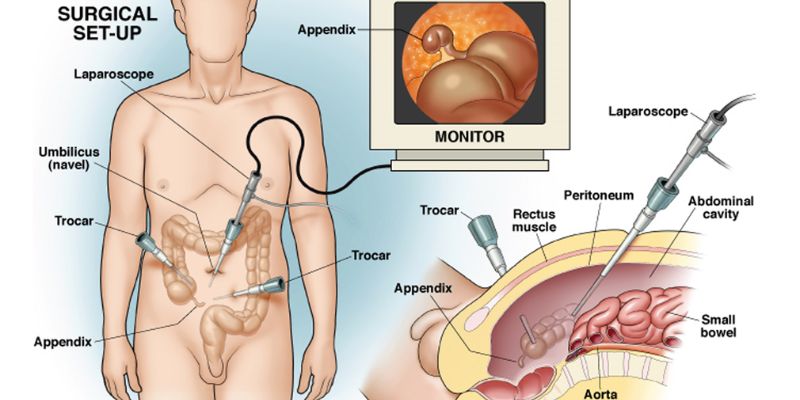 SURGICAL
SET-UP
Laparoscope
Umbilicus
(navel)
Trocar
Appendix
Trocar
Appendix
MONITOR
Laparoscope
Trocar
Rectus
muscle
Peritoneum
Abdominal
cavity
Appendix
Small
bowel
Aorta